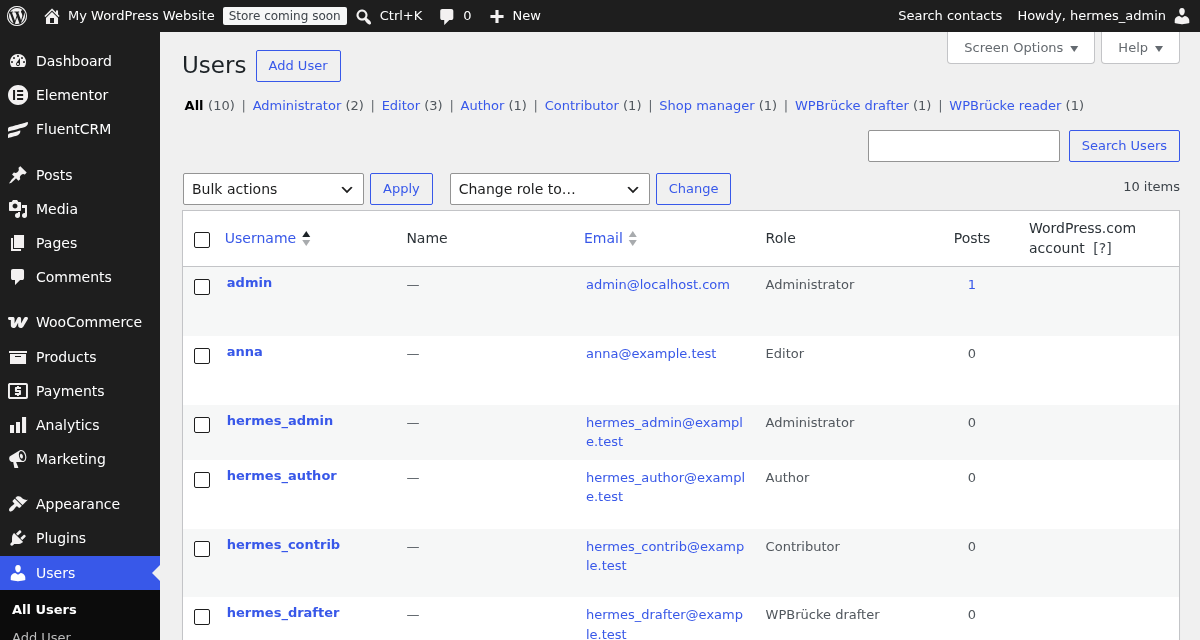 My WordPress Website Store coming soon Ctrl+K 0 New Search contacts Howdy, hermes_admin
Screen Options Help
Dashboard
Elementor
FluentCRM
Posts
Media
Pages
Comments
WooCommerce
Products
Payments
Analytics
Marketing
Appearance
Plugins
Users
All Users
Add User
Users Add User
All (10) | Administrator (2) | Editor (3) | Author (1) | Contributor (1) | Shop manager (1) | WPBrücke drafter (1) | WPBrücke reader (1)
Search Users
Bulk actions Apply Change role to… Change 10 items
Username Name Email Role Posts WordPress.com
account [?]
admin — admin@localhost.com Administrator 1
anna — anna@example.test Editor 0
hermes_admin — hermes_admin@exampl Administrator 0
e.test
hermes_author — hermes_author@exampl Author 0
e.test
hermes_contrib — hermes_contrib@examp Contributor 0
le.test
hermes_drafter — hermes_drafter@examp WPBrücke drafter 0
le.test